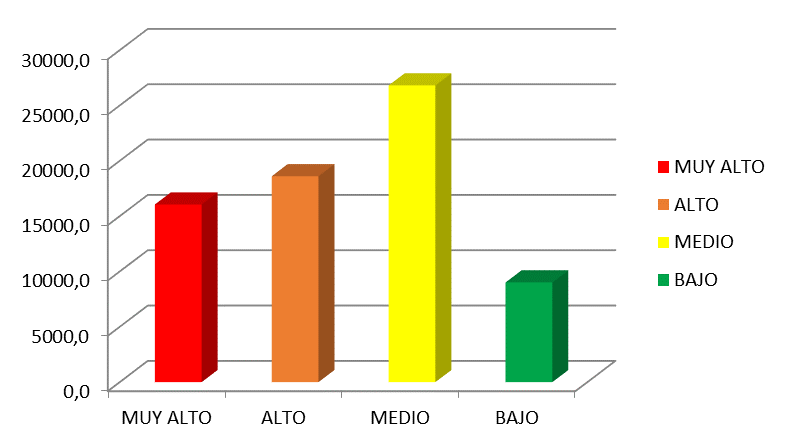 30000,0
25000,0
20000,0
15000,0
10000,0
5000,0
0,0
MUY ALTO ALTO MEDIO BAJO
MUY ALTO
ALTO
MEDIO
BAJO